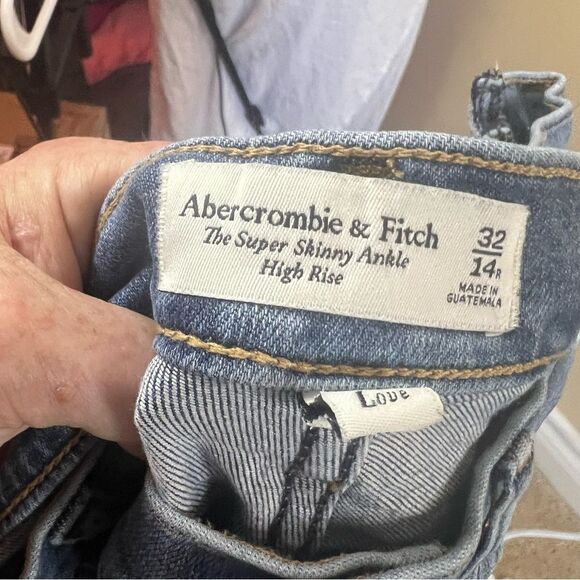 Abercrombie & Fitch
The Super Skinny Ankle
High Rise
32
14R
MADE IN
GUATEMALA
Love